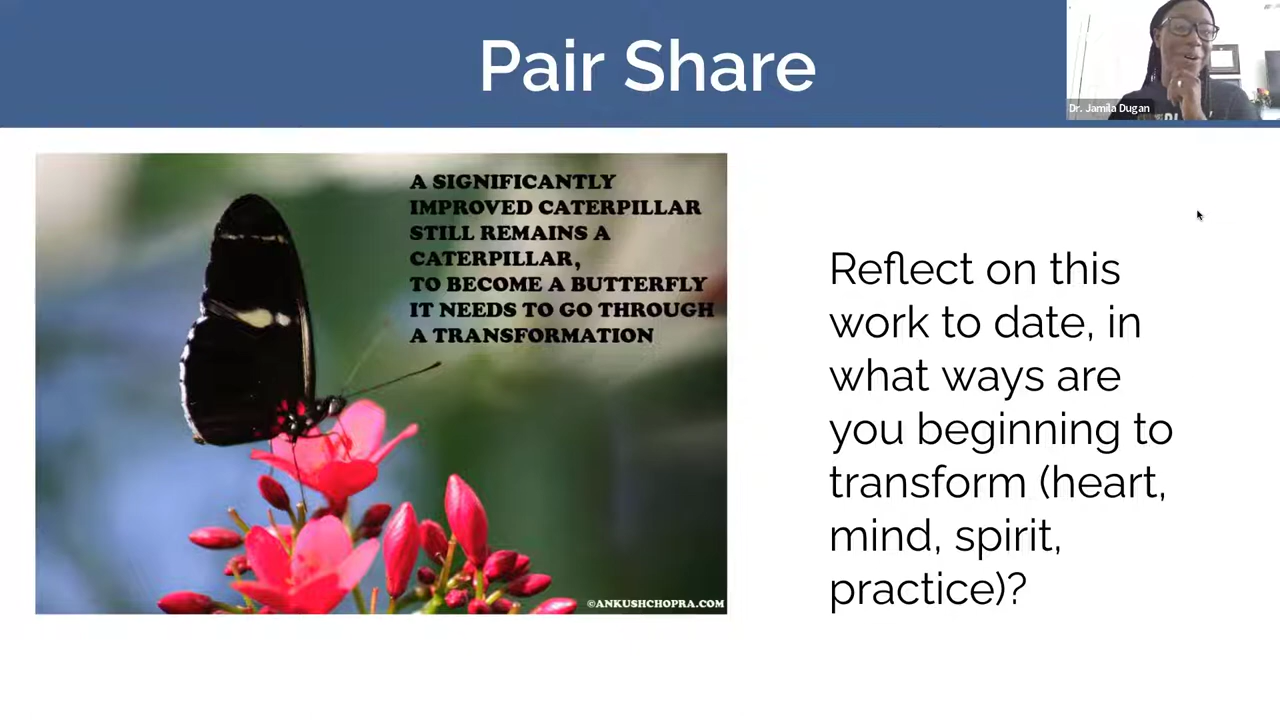 Pair Share
Dr. Jamila Dugan
A SIGNIFICANTLY
IMPROVED CATERPILLAR
STILL REMAINS A
CATERPILLAR,
TO BECOME A BUTTERFLY
IT NEEDS TO GO THROUGH
A TRANSFORMATION
©ANKUSHCHOPRA.COM
Reflect on this
work to date, in
what ways are
you beginning to
transform (heart,
mind, spirit,
practice)?